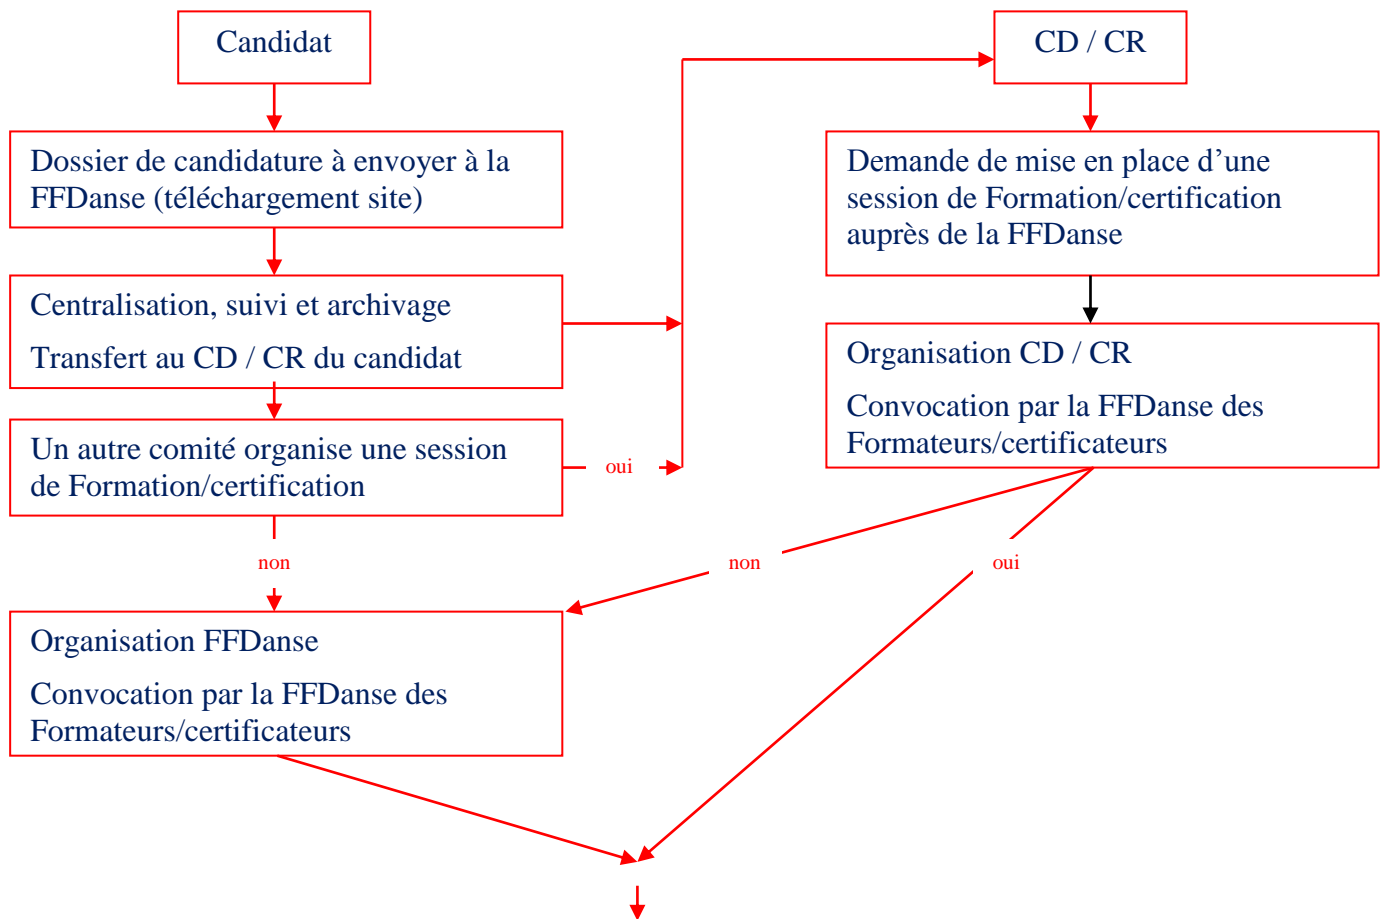 Candidat
CD / CR
Dossier de candidature à envoyer à la
FFDanse (téléchargement site)
Demande de mise en place d’une
session de Formation/certification
auprès de la FFDanse
Centralisation, suivi et archivage
Transfert au CD / CR du candidat
Organisation CD / CR
Convocation par la FFDanse des
Formateurs/certificateurs
Un autre comité organise une session
de Formation/certification
oui
non
non
oui
Organisation FFDanse
Convocation par la FFDanse des
Formateurs/certificateurs